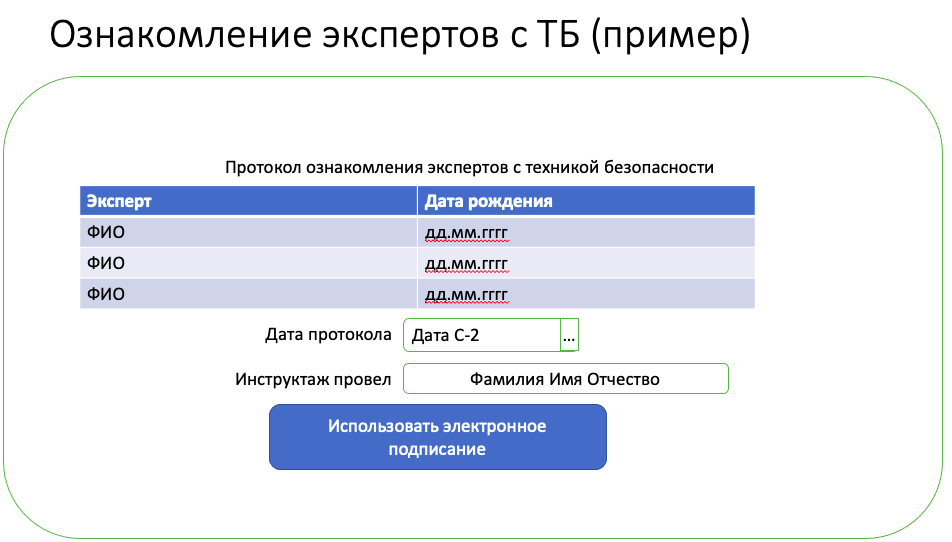 Ознакомление экспертов с ТБ (пример)
Протокол ознакомления экспертов с техникой безопасности
Эксперт Дата рождения
ФИО дд.мм.гггг
ФИО дд.мм.гггг
ФИО дд.мм.гггг
Дата протокола Дата С-2 ...
Инструктаж провел Фамилия Имя Отчество
Использовать электронное
подписание